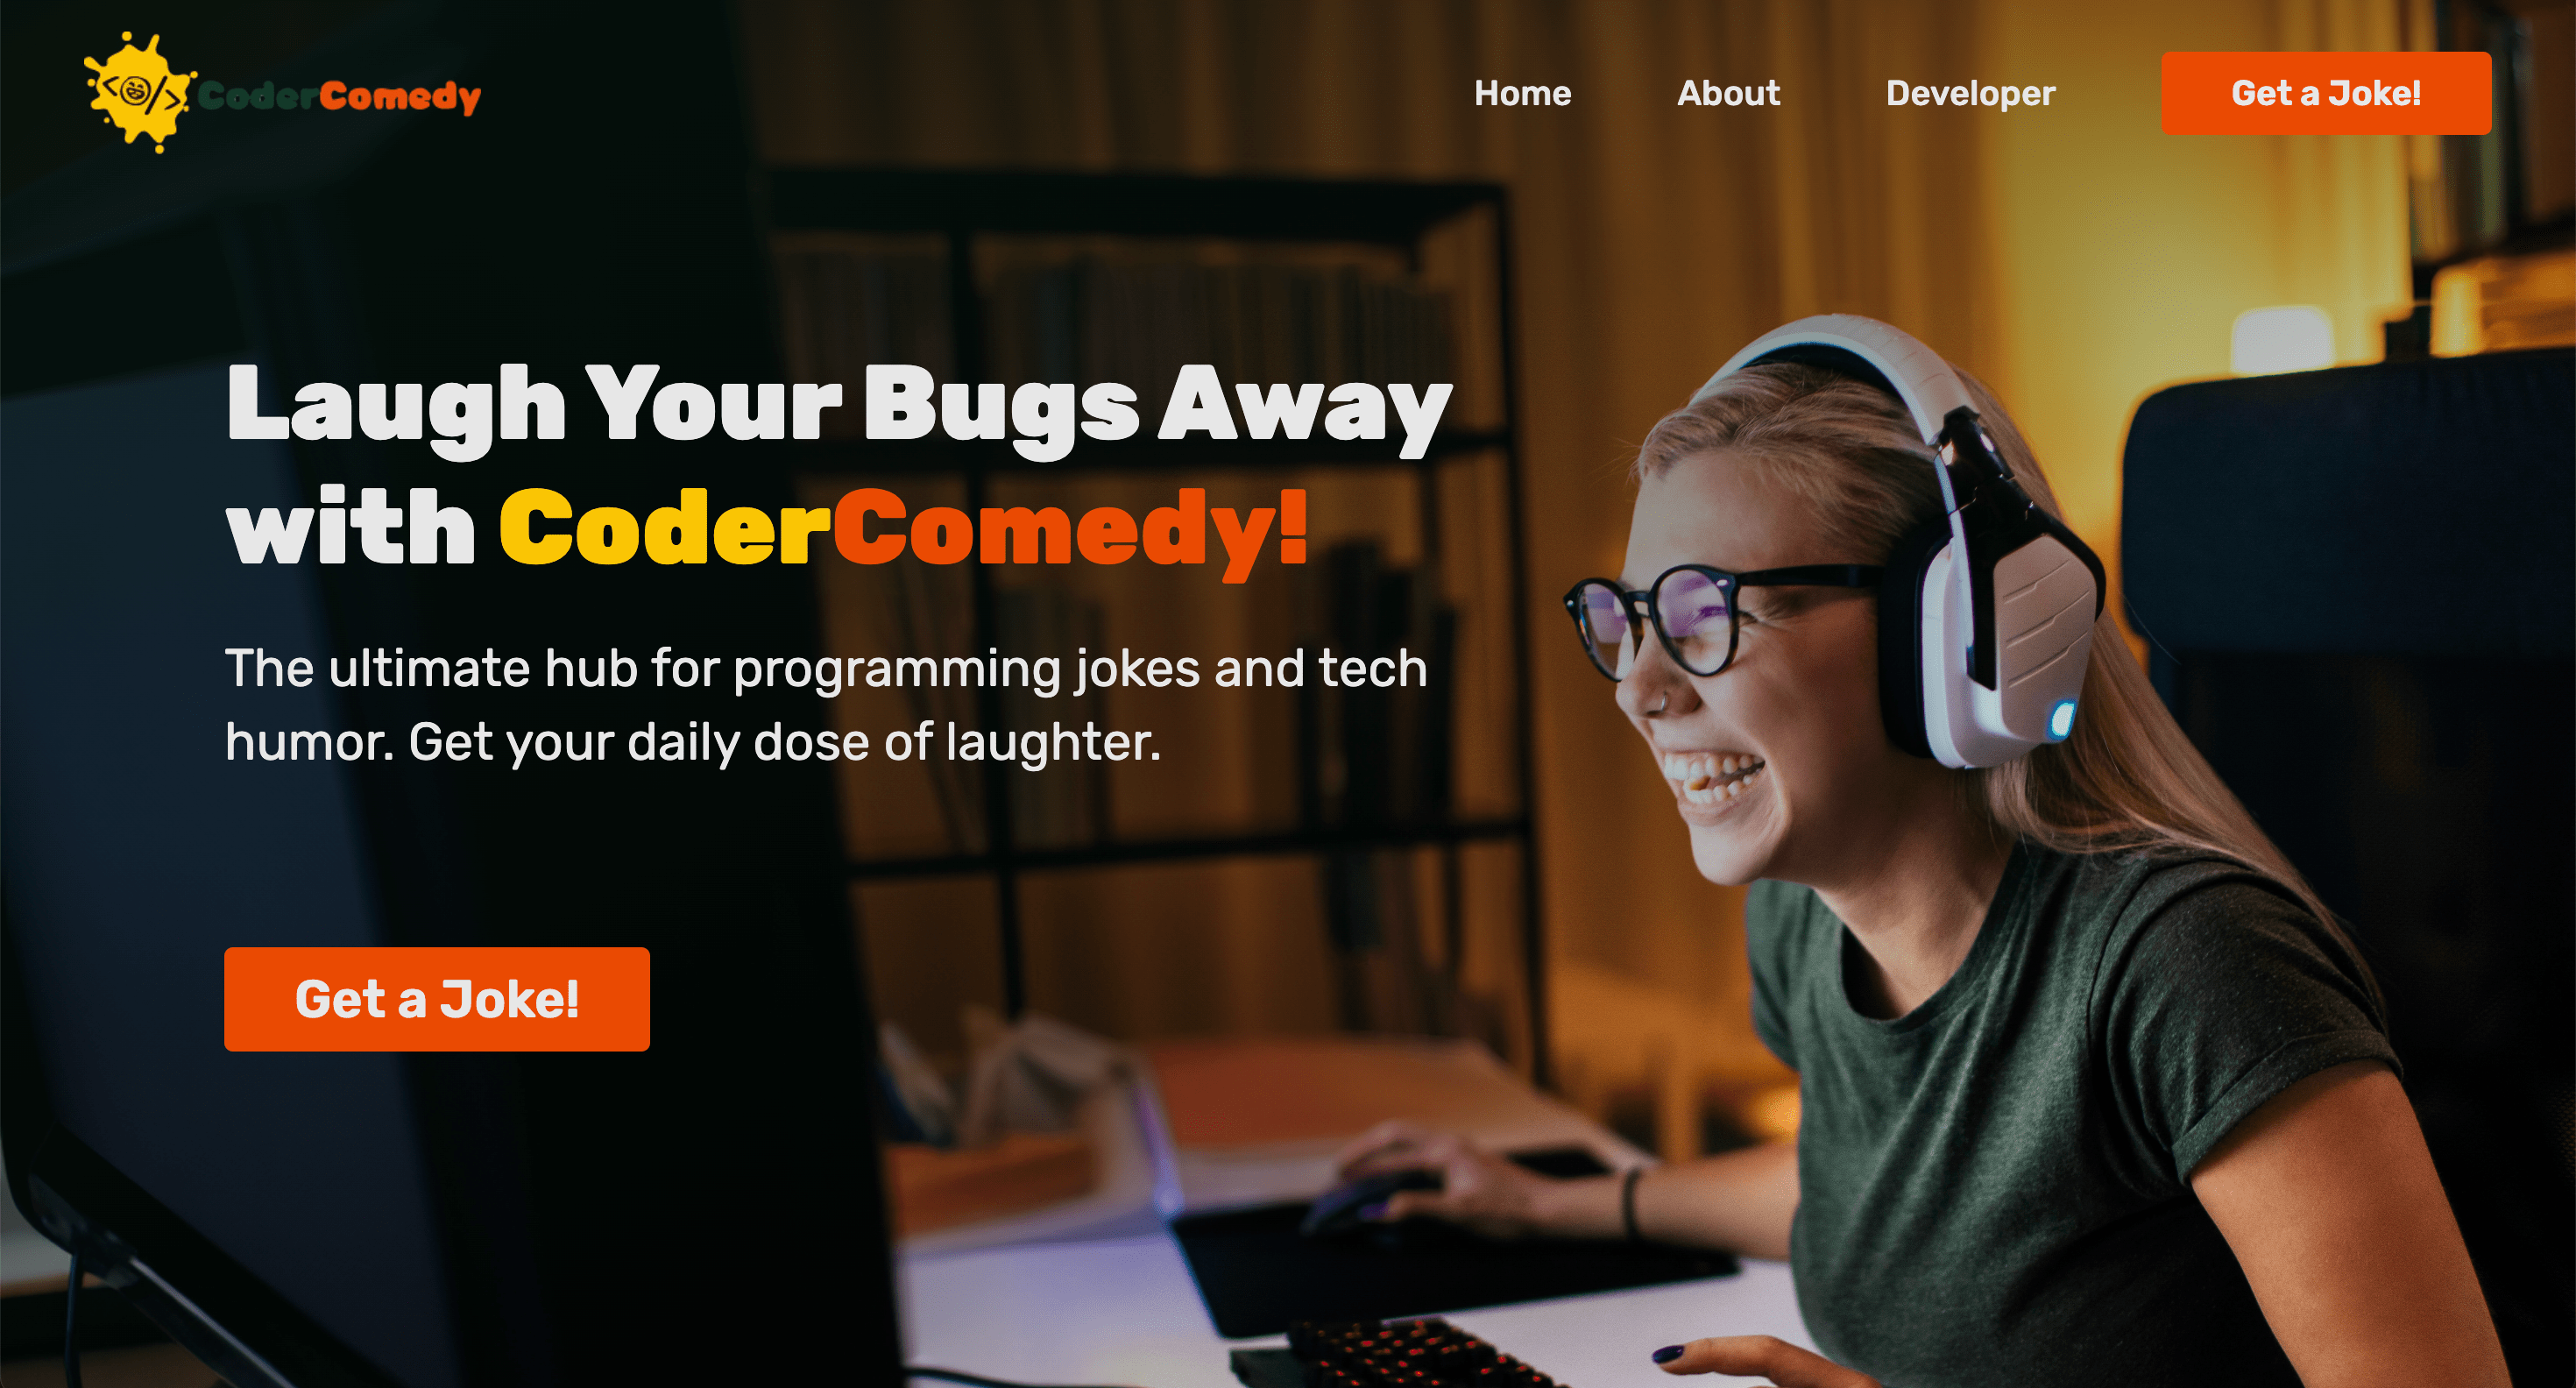 </> CoderComedy
Home
About
Developer
Get a Joke!
Laugh Your Bugs Away
with CoderComedy!
The ultimate hub for programming jokes and tech
humor. Get your daily dose of laughter.
Get a Joke!